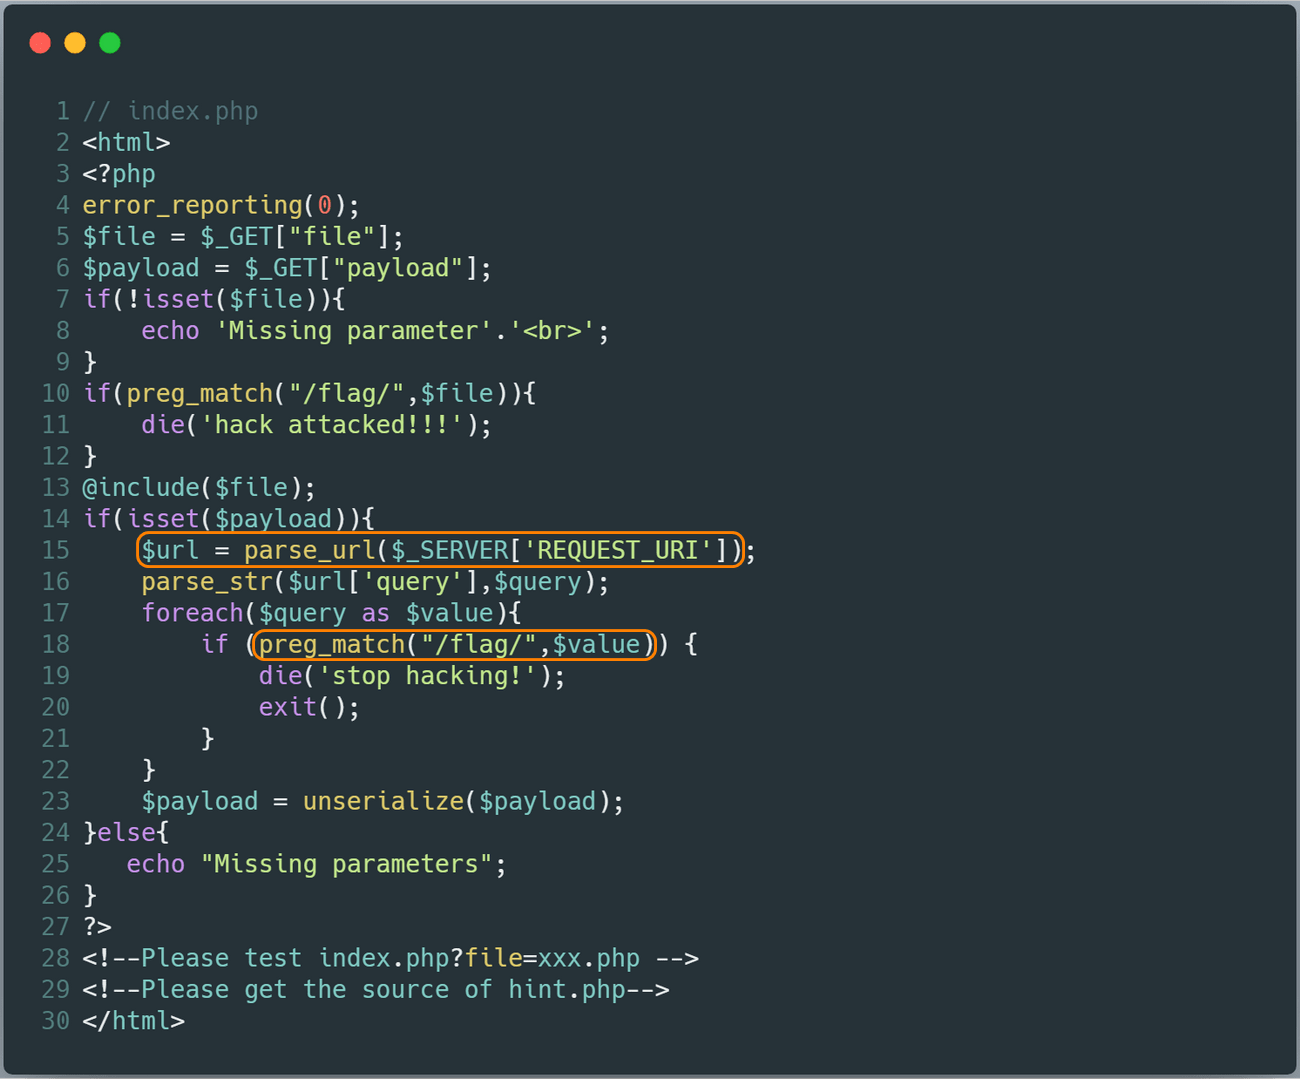 1 // index.php
2 <html>
3 <?php
4 error_reporting(0);
5 $file = $_GET["file"];
6 $payload = $_GET["payload"];
7 if(!isset($file)){
8     echo 'Missing parameter'.'<br>';
9 }
10 if(preg_match("/flag/",$file)){
11     die('hack attacked!!!');
12 }
13 @include($file);
14 if(isset($payload)){
15     $url = parse_url($_SERVER['REQUEST_URI']);
16     parse_str($url['query'],$query);
17     foreach($query as $value){
18         if (preg_match("/flag/",$value)) {
19             die('stop hacking!');
20             exit();
21         }
22     }
23     $payload = unserialize($payload);
24 }else{
25    echo "Missing parameters";
26 }
27 ?>
28 <!--Please test index.php?file=xxx.php -->
29 <!--Please get the source of hint.php-->
30 </html>